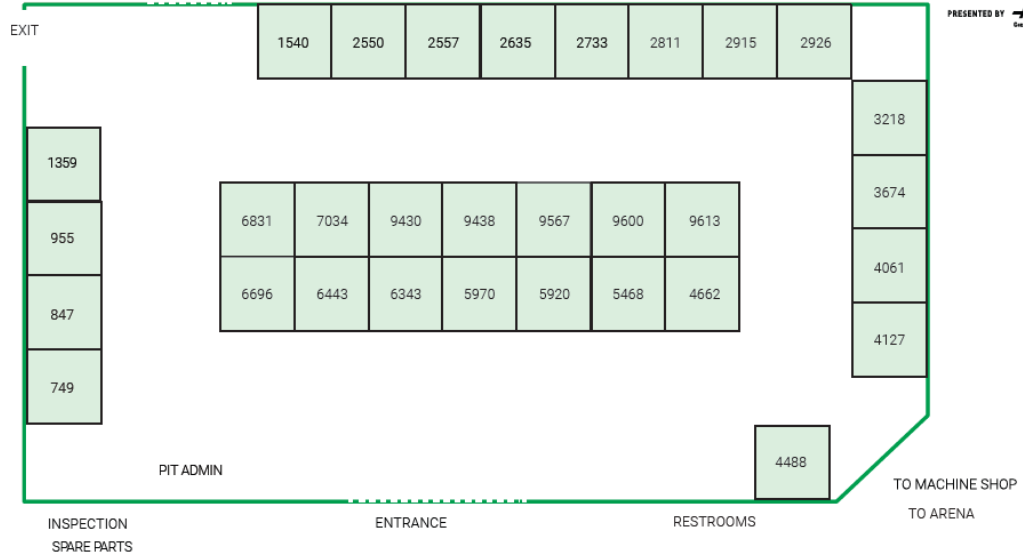 PRESENTED BY
EXIT
1540 2550 2557 2635 2733 2811 2915 2926
3218
1359
3674
955
6831 7034 9430 9438 9567 9600 9613
4061
847
6696 6443 6343 5970 5920 5468 4662
4127
749
4488
PIT ADMIN
TO MACHINE SHOP
TO ARENA
INSPECTION
ENTRANCE
RESTROOMS
SPARE PARTS